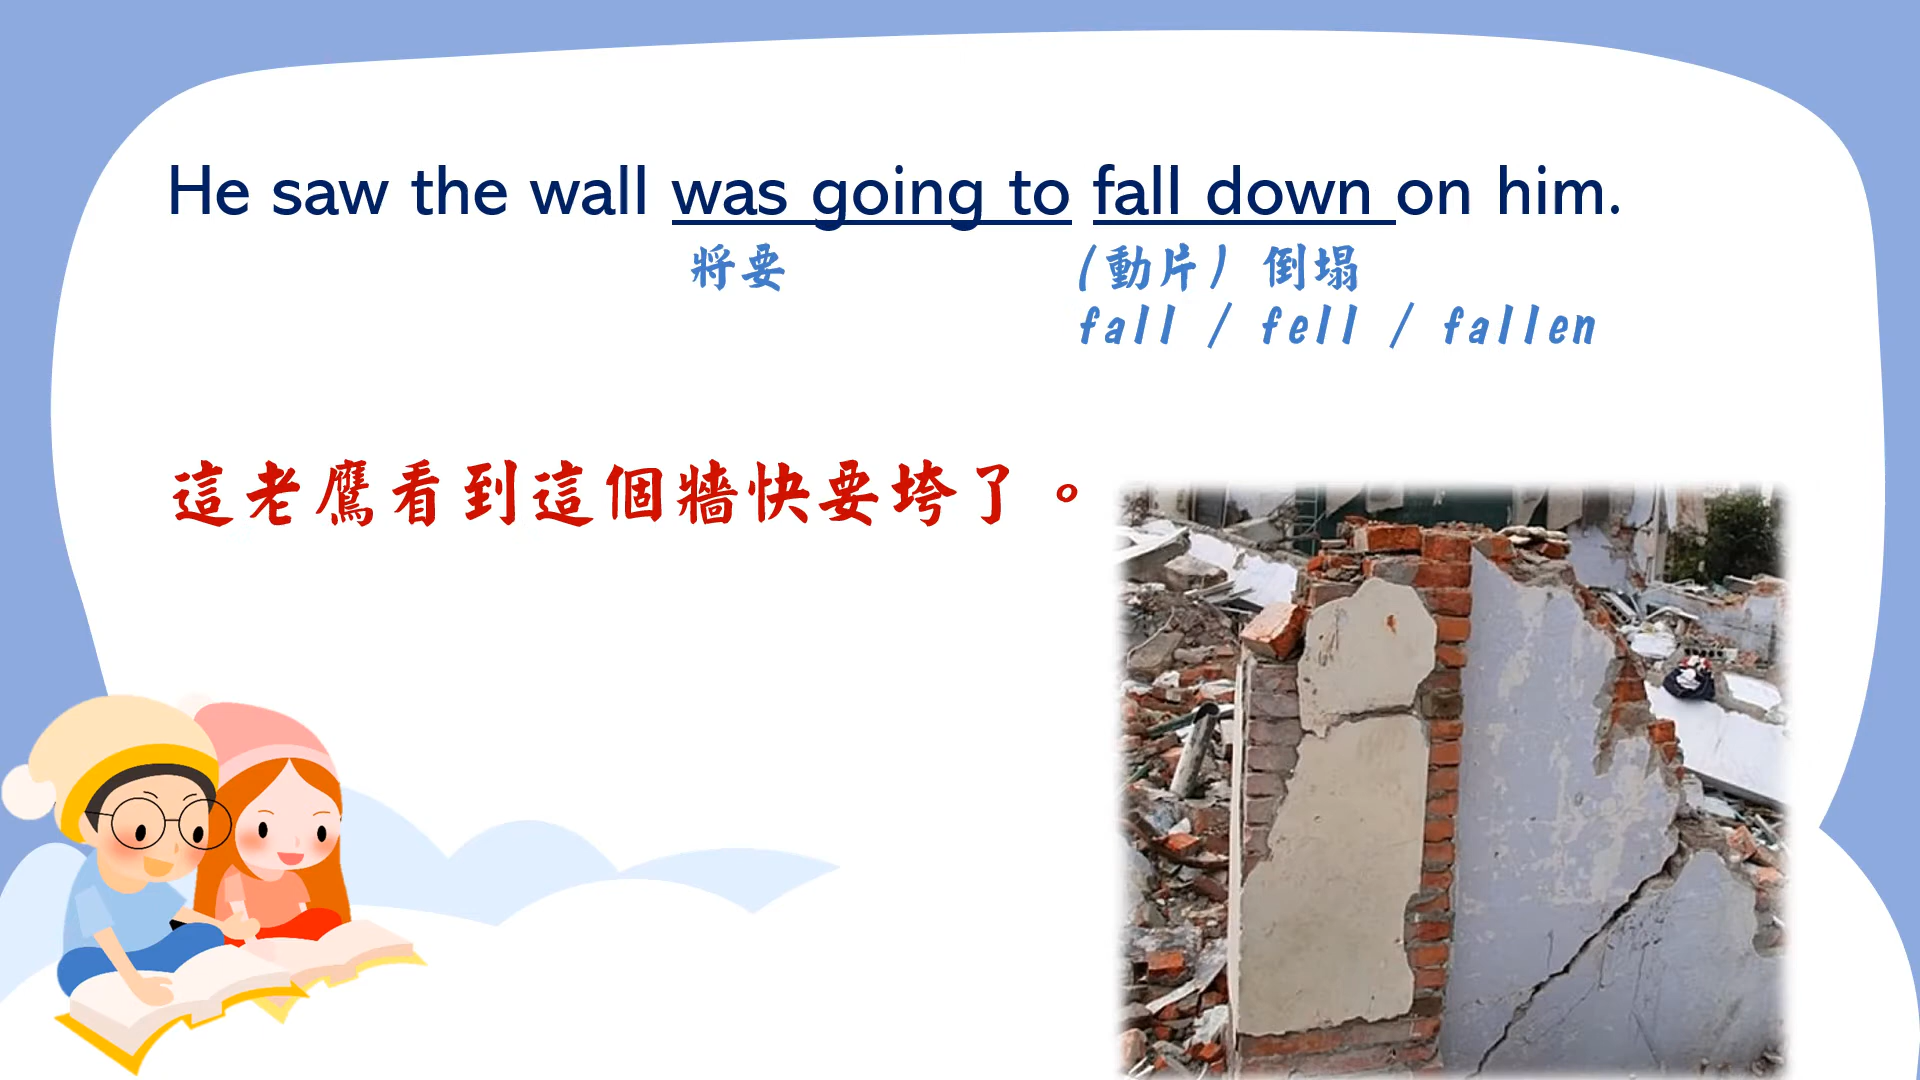 He saw the wall was going to fall down on him.
將要 (動片) 倒塌
fall / fell / fallen
這老鷹看到這個牆快要垮了。